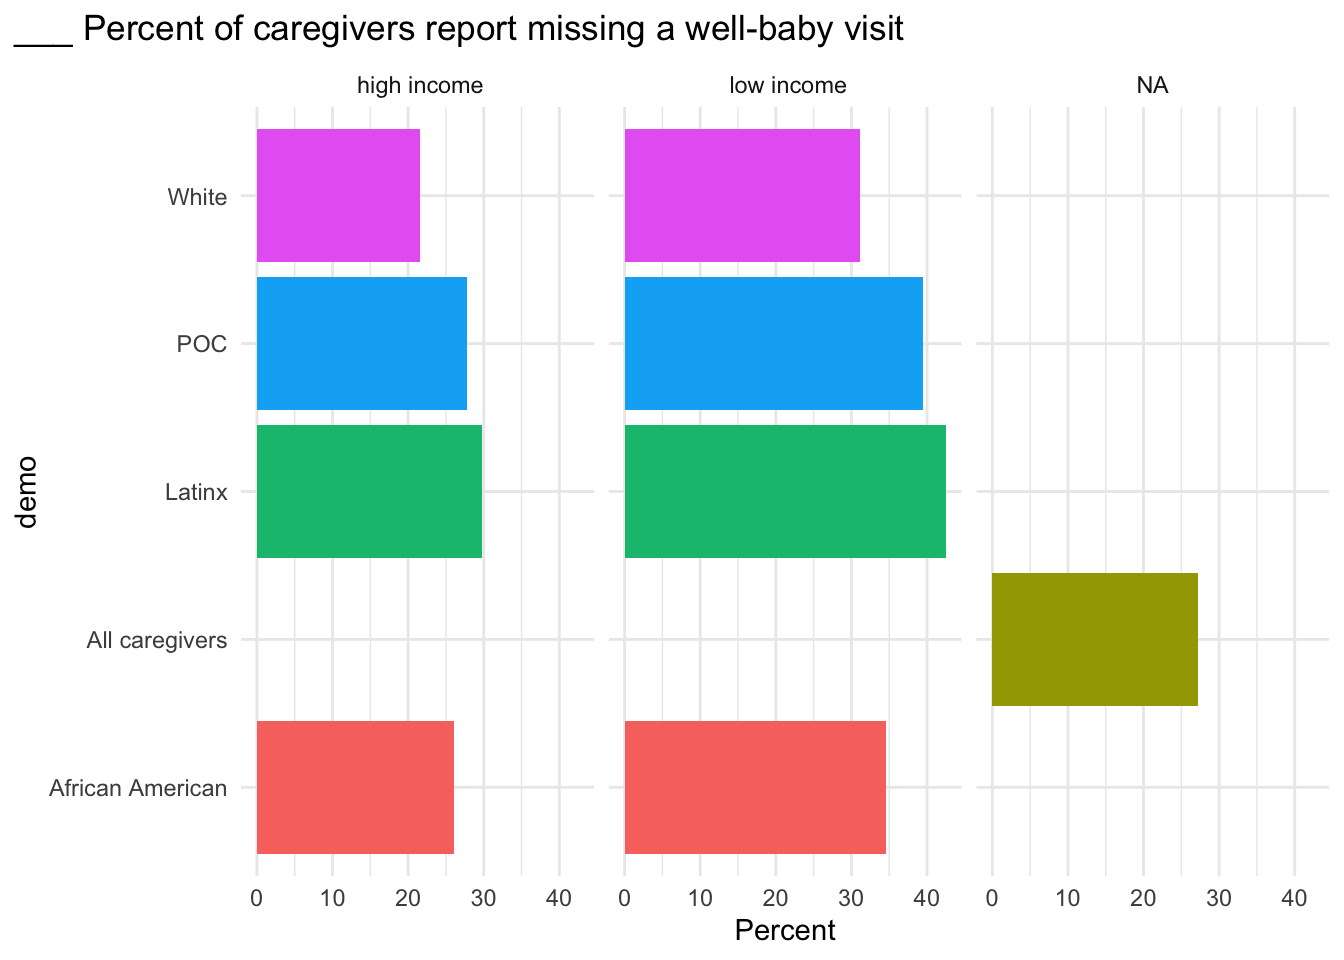 ___ Percent of caregivers report missing a well-baby visit
high income low income NA
White
POC
Latinx
All caregivers
African American
demo
0 10 20 30 40 0 10 20 30 40 0 10 20 30 40
Percent